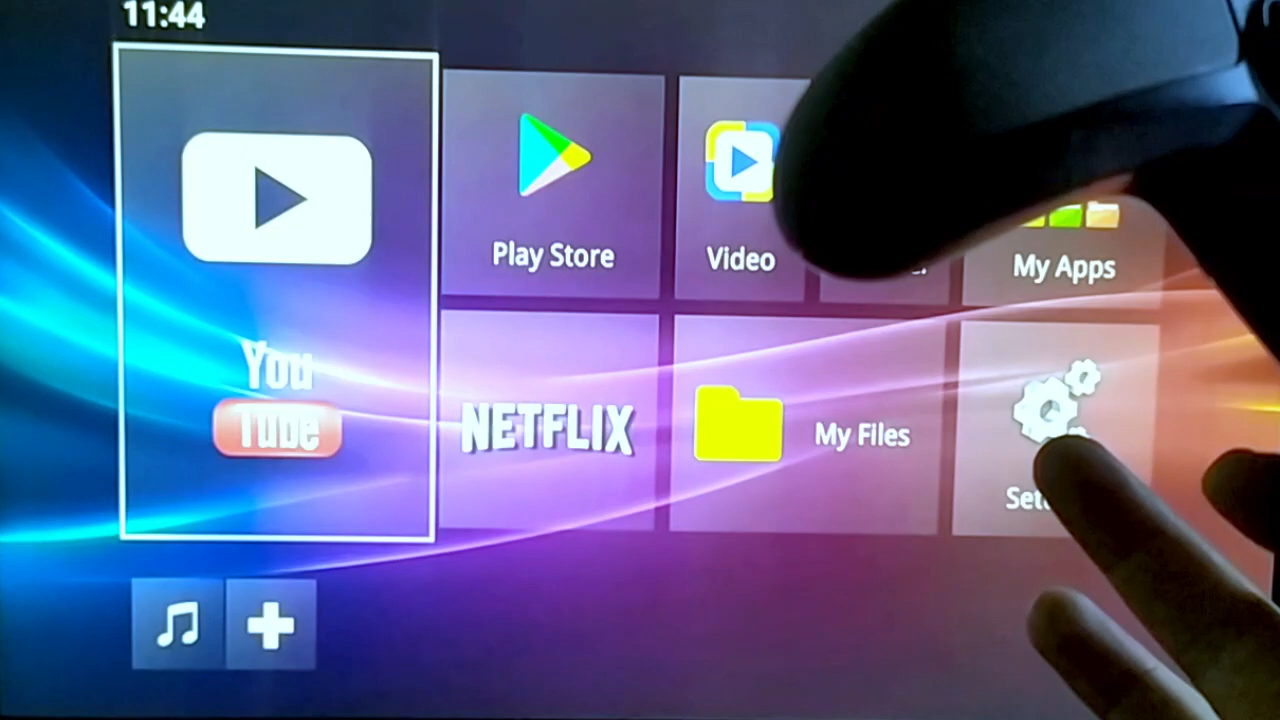 11:44
Play Store
Video
My Apps
You
Tube
NETFLIX
My Files